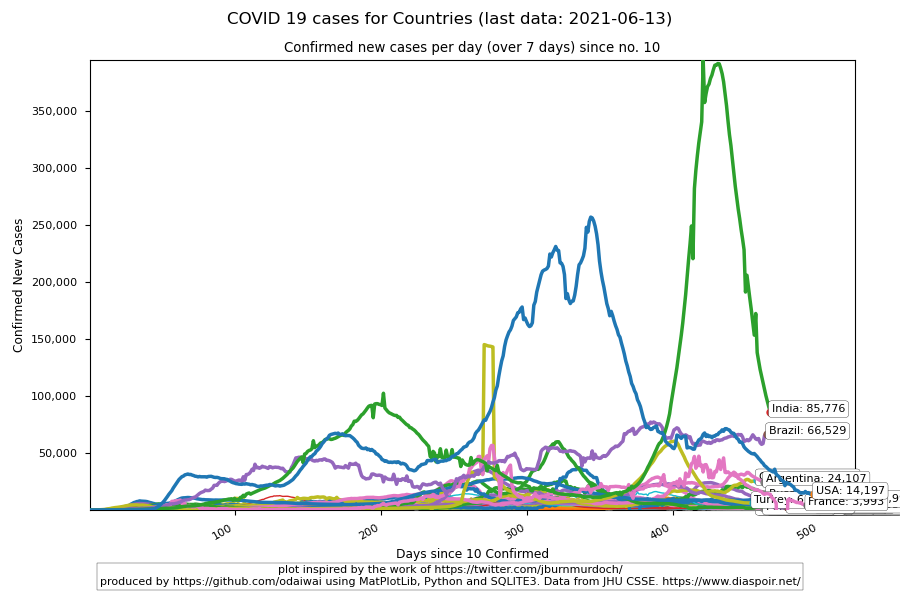 COVID 19 cases for Countries (last data: 2021-06-13)
Confirmed new cases per day (over 7 days) since no. 10
Confirmed New Cases
350,000
300,000
250,000
200,000
150,000
100,000
50,000
India: 85,776
Brazil: 66,529
Argentina: 24,107
USA: 14,197
Turkey: 6
France: 3,993
100
200
300
400
500
Days since 10 Confirmed
plot inspired by the work of https://twitter.com/jburnmurdoch/
produced by https://github.com/odaiwai using MatPlotLib, Python and SQLITE3. Data from JHU CSSE. https://www.diaspoir.net/